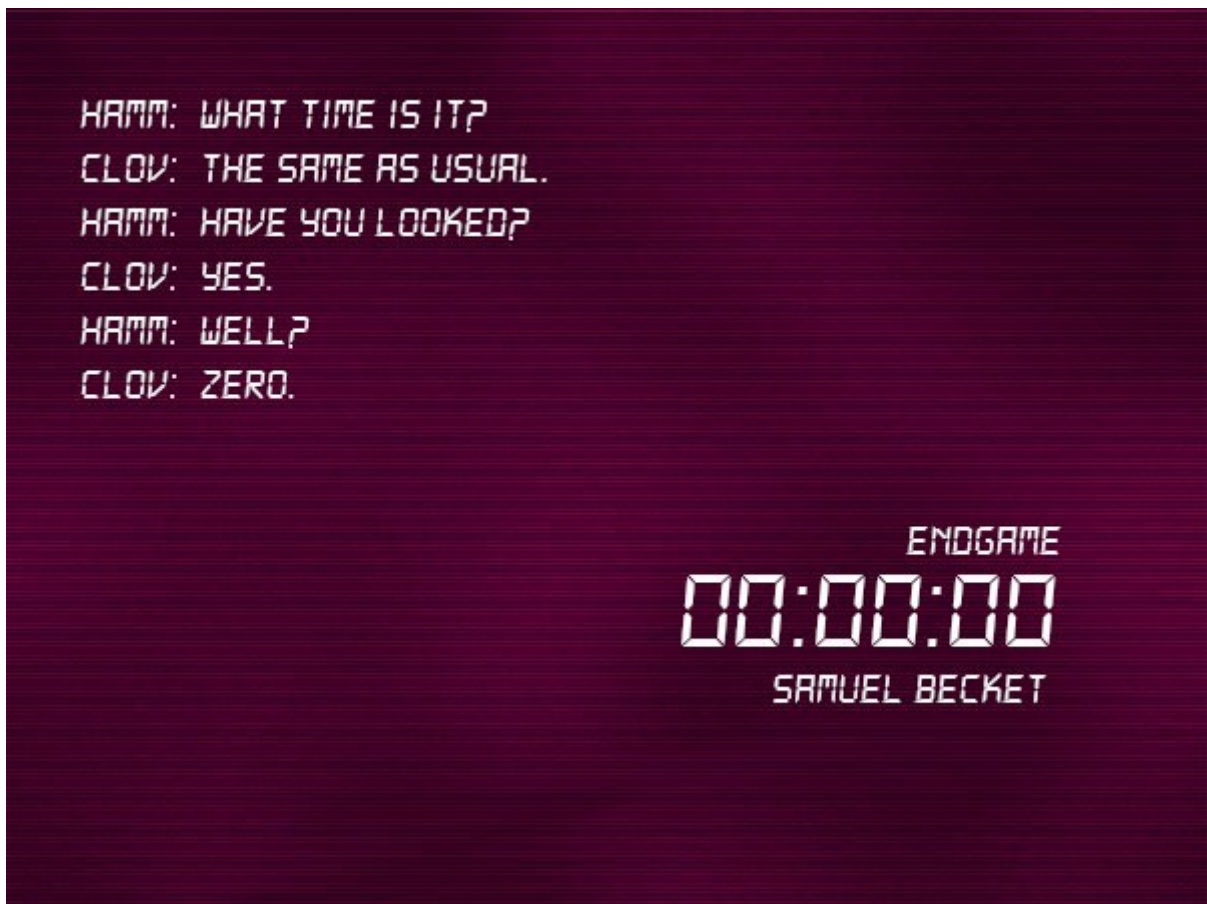 HAMM: WHAT TIME IS IT?
CLOV: THE SAME AS USUAL.
HAMM: HAVE YOU LOOKED?
CLOV: YES.
HAMM: WELL?
CLOV: ZERO.
ENDGAME
00:00:00
SAMUEL BECKET